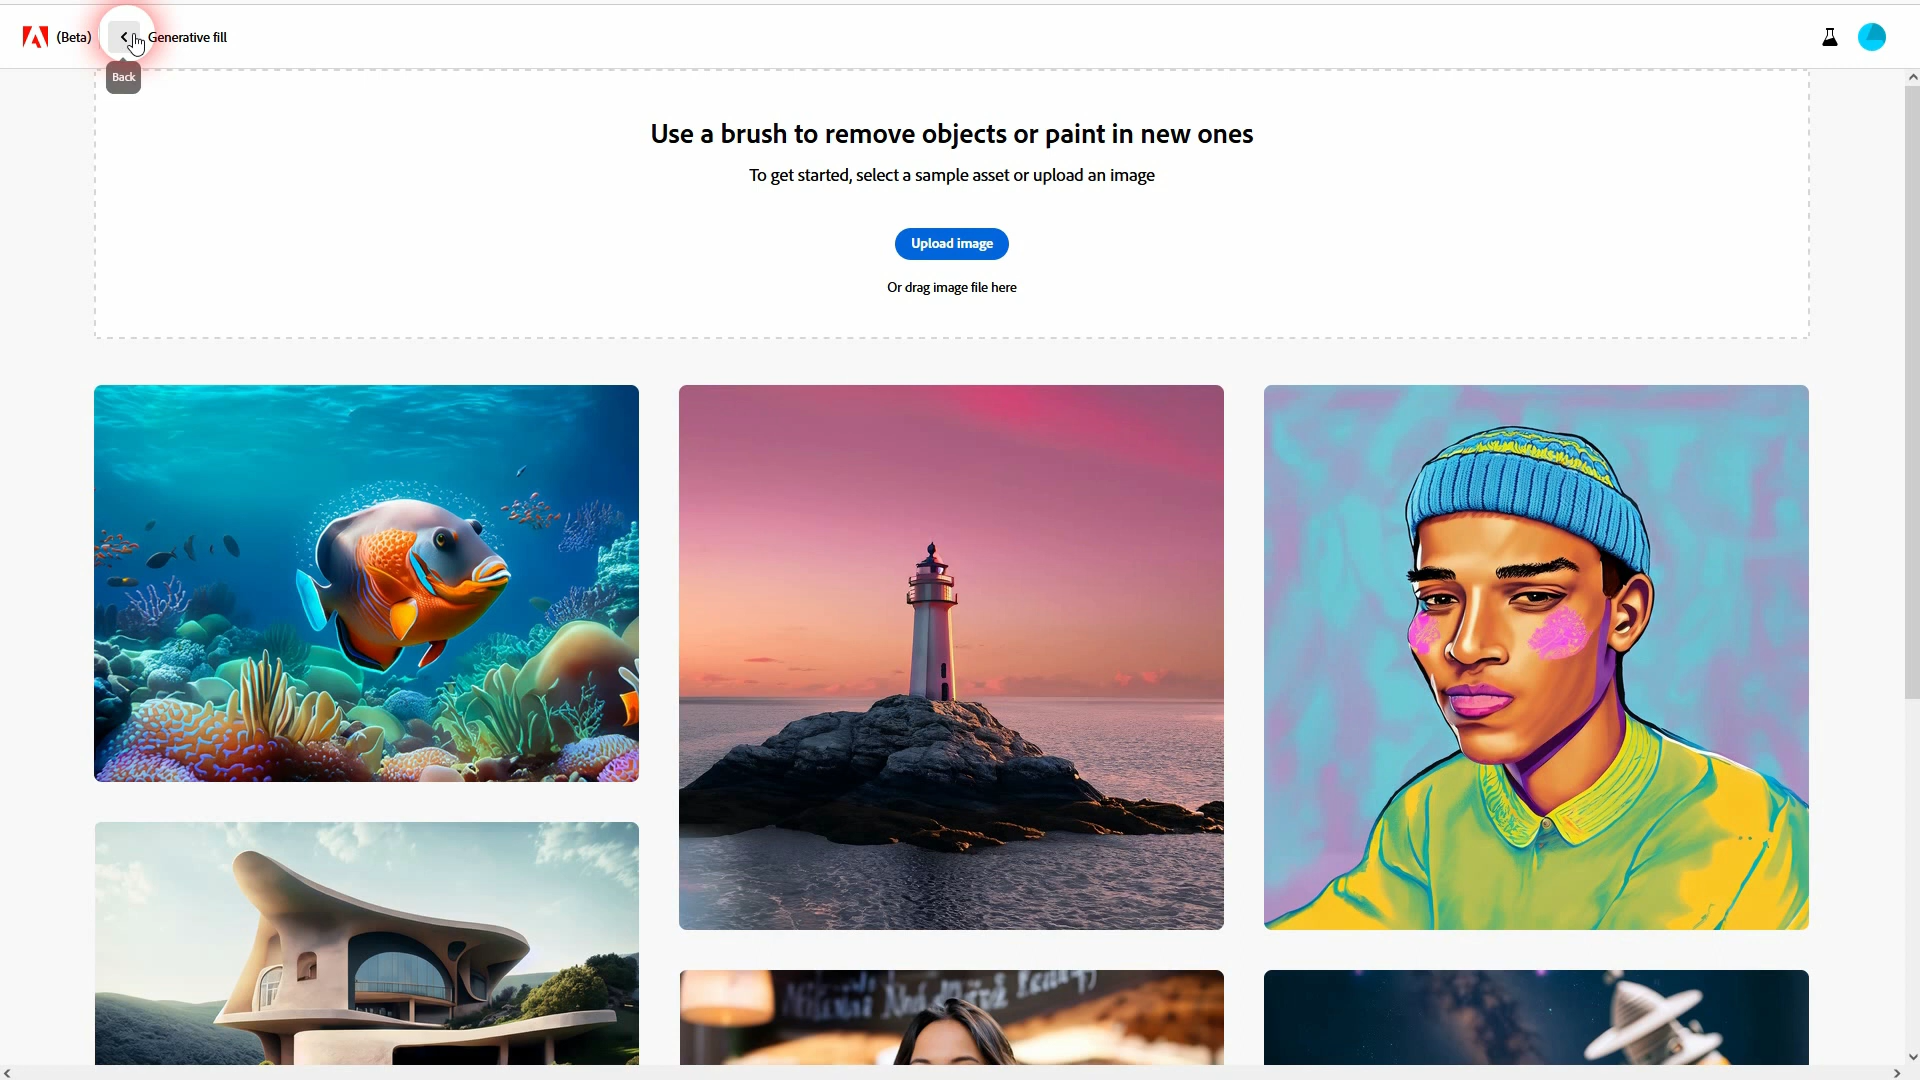 (Beta)
Generative fill
Back
Use a brush to remove objects or paint in new ones
To get started, select a sample asset or upload an image
Upload image
Or drag image file here